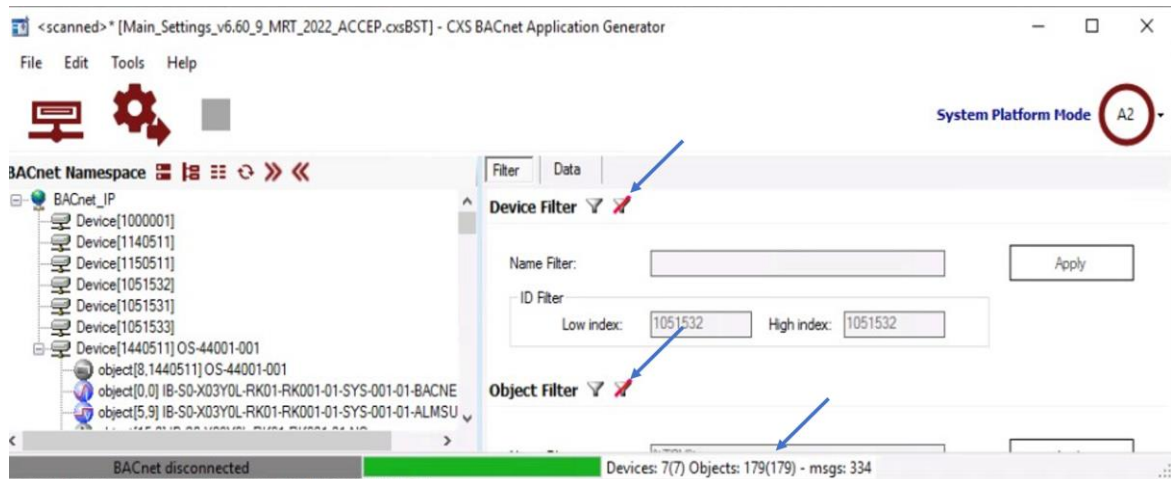 <scanned>* [Main_Settings_v6.60_9_MRT_2022_ACCEP.cxsBST] - CXS BACnet Application Generator
File Edit Tools Help
System Platform Mode A2
BACnet Namespace
Filter Data
BACnet_IP
Device[1000001]
Device[1140511]
Device[1150511]
Device[1051532]
Device[1051531]
Device[1051533]
Device[1440511] OS-44001-001
object[8,1440511] OS-44001-001
object[0,0] IB-S0-X03Y0L-RK01-RK001-01-SYS-001-01-BACNE
object[5,9] IB-S0-X03Y0L-RK01-RK001-01-SYS-001-01-ALMSU
Device Filter
Name Filter: Apply
ID Filter
Low index: 1051532 High index: 1051532
Object Filter
BACnet disconnected Devices: 7(7) Objects: 179(179) - msgs: 334